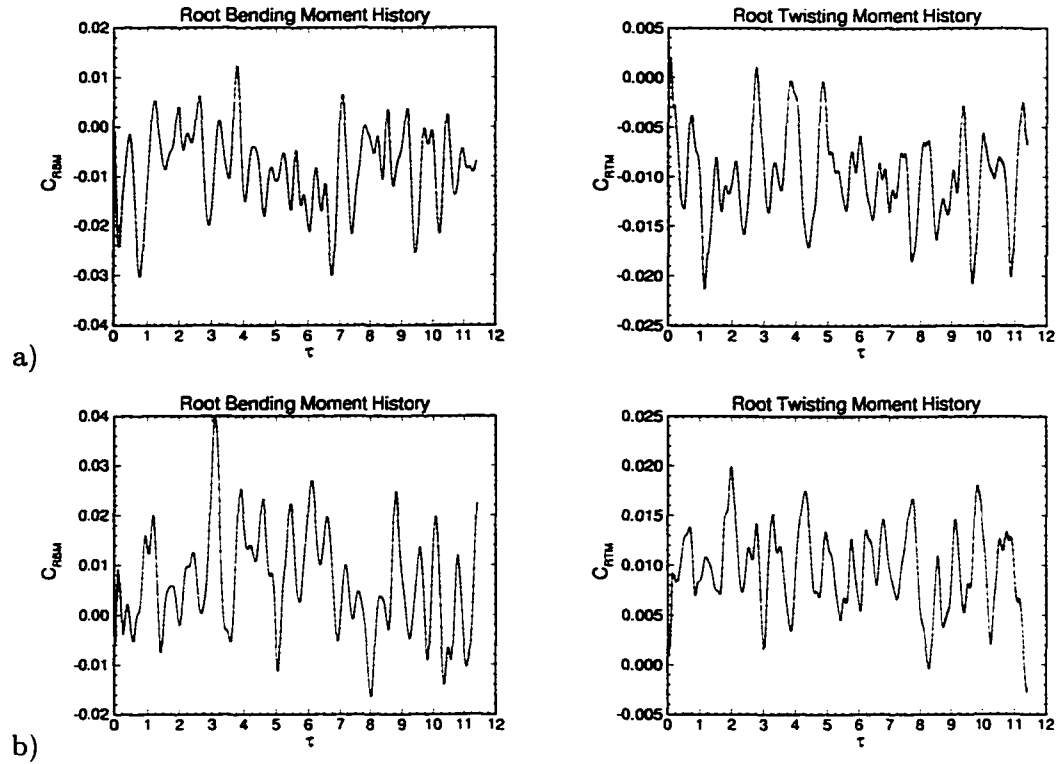 Root Bending Moment History
0.02
0.01
0.00
-0.01
-0.02
-0.03
-0.04
C_RBM
0 1 2 3 4 5 6 7 8 9 10 11 12
τ
Root Twisting Moment History
0.005
0.000
-0.005
-0.010
-0.015
-0.020
-0.025
C_RTM
0 1 2 3 4 5 6 7 8 9 10 11 12
τ
a)
Root Bending Moment History
0.04
0.03
0.02
0.01
0.00
-0.01
-0.02
C_RBM
0 1 2 3 4 5 6 7 8 9 10 11 12
τ
Root Twisting Moment History
0.025
0.020
0.015
0.010
0.005
0.000
-0.005
C_RTM
0 1 2 3 4 5 6 7 8 9 10 11 12
τ
b)